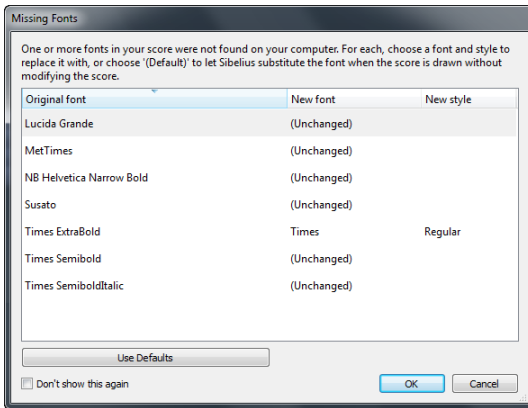 Missing Fonts
One or more fonts in your score were not found on your computer. For each, choose a font and style to
replace it with, or choose '(Default)' to let Sibelius substitute the font when the score is drawn without
modifying the score.
Original font New font New style
Lucida Grande (Unchanged)
MetTimes (Unchanged)
NB Helvetica Narrow Bold (Unchanged)
Susato (Unchanged)
Times ExtraBold Times Regular
Times Semibold (Unchanged)
Times SemiboldItalic (Unchanged)
Use Defaults
Don't show this again OK Cancel